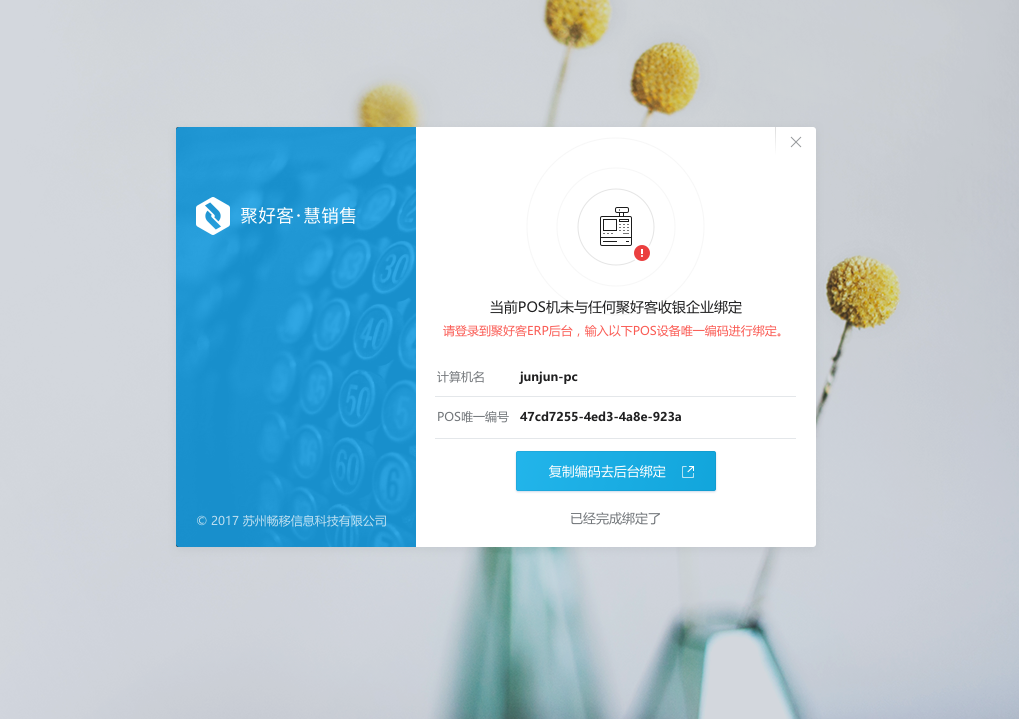 聚好客·慧销售
当前POS机未与任何聚好客收银企业绑定
请登录到聚好客ERP后台，输入以下POS设备唯一编码进行绑定。
计算机名 junjun-pc
POS唯一编号 47cd7255-4ed3-4a8e-923a
复制编码去后台绑定
已经完成绑定了
© 2017 苏州畅移信息科技有限公司
30
40
50
60